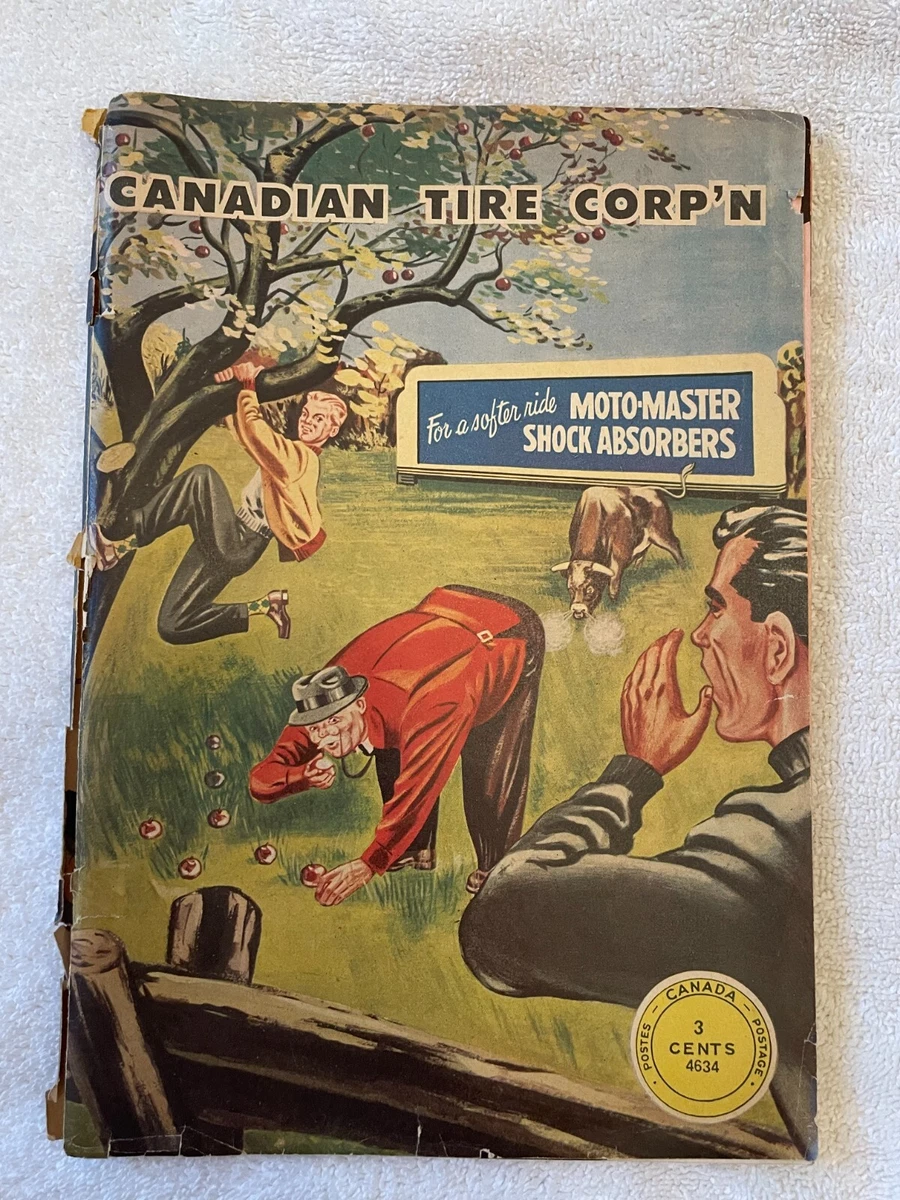 CANADIAN TIRE CORP'N
For a softer ride MOTO-MASTER
SHOCK ABSORBERS
POSTES — CANADA — POSTAGE
3
CENTS
4634